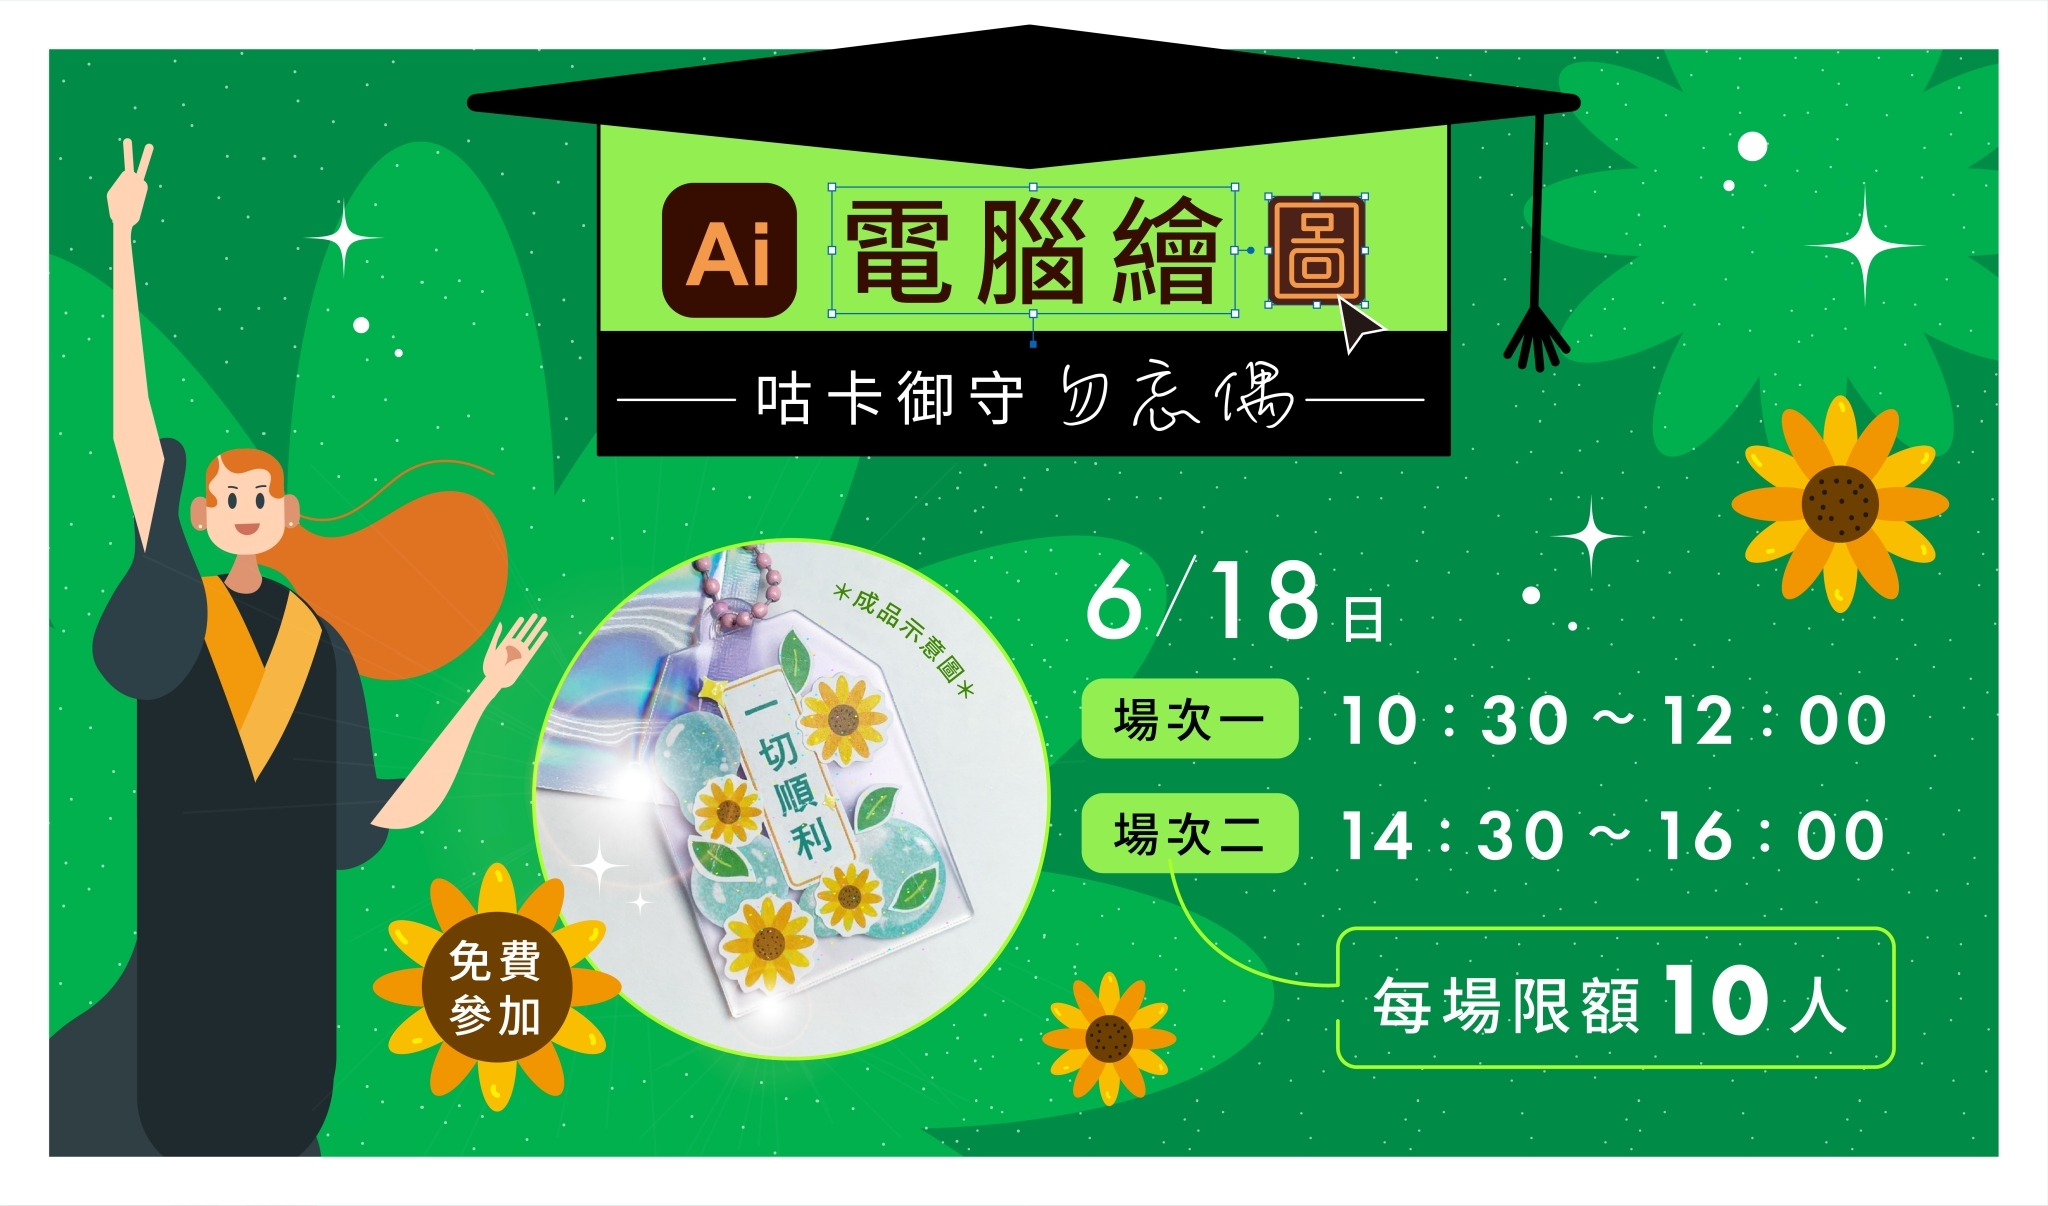 Ai 電腦繪圖
咕卡御守 勿忘偶
*成品示意圖*
一切順利
6/18 日
場次一 10：30～12：00
場次二 14：30～16：00
每場限額10人
免費
參加